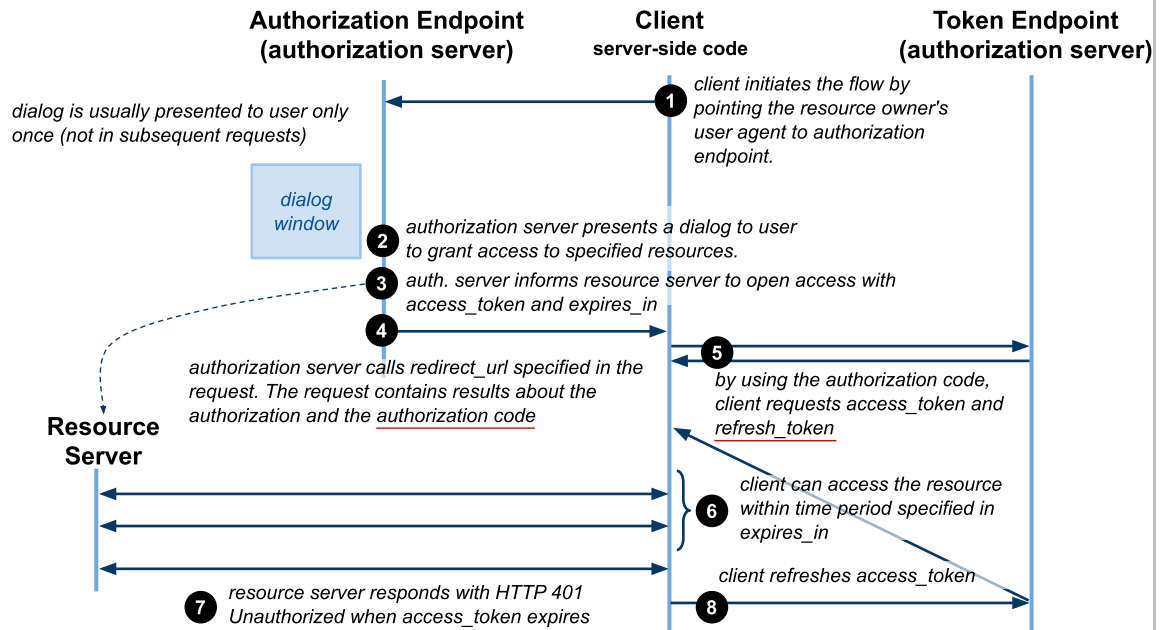 Authorization Endpoint
(authorization server)
Client
server-side code
Token Endpoint
(authorization server)
1
client initiates the flow by
pointing the resource owner's
user agent to authorization
endpoint.
dialog is usually presented to user only
once (not in subsequent requests)
dialog
window
2
authorization server presents a dialog to user
to grant access to specified resources.
3
auth. server informs resource server to open access with
access_token and expires_in
4
authorization server calls redirect_url specified in the
request. The request contains results about the
authorization and the authorization code
5
by using the authorization code,
client requests access_token and
refresh_token
Resource
Server
6
client can access the resource
within time period specified in
expires_in
7
resource server responds with HTTP 401
Unauthorized when access_token expires
client refreshes access_token
8